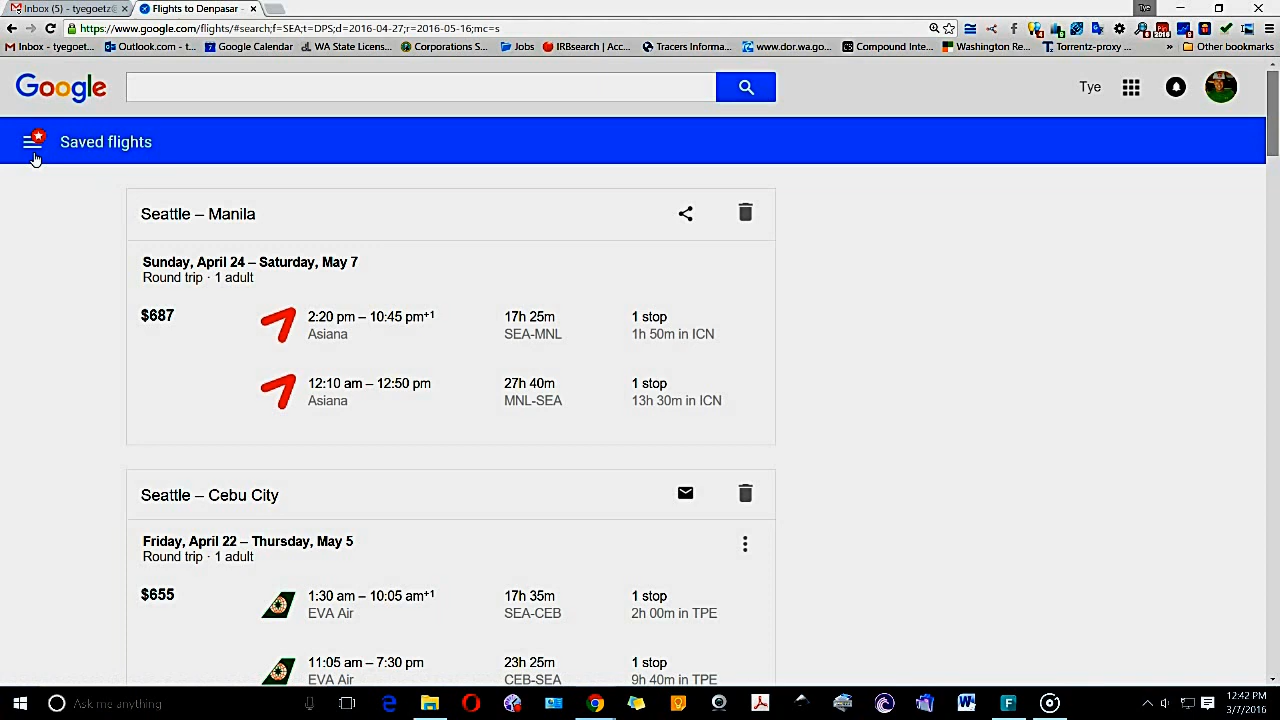 Inbox (5) - tyegoetz@
Flights to Denpasar -
Tye
https://www.google.com/flights/#search;f=SEA;t=DPS;d=2016-04-27;r=2016-05-16;mc=s
Inbox - tyegoet...
Outlook.com - t...
Google Calendar
WA State Licens...
Corporations S...
Jobs
IRBsearch | Acc...
Tracers Informa...
www.dor.wa.go...
Compound Inte...
Washington Re...
Torrentz-proxy ...
»
Other bookmarks
Google
Tye
Saved flights
Seattle – Manila
Sunday, April 24 – Saturday, May 7
Round trip · 1 adult
$687
2:20 pm – 10:45 pm+1
17h 25m
1 stop
Asiana
SEA-MNL
1h 50m in ICN
12:10 am – 12:50 pm
27h 40m
1 stop
Asiana
MNL-SEA
13h 30m in ICN
Seattle – Cebu City
Friday, April 22 – Thursday, May 5
Round trip · 1 adult
$655
1:30 am – 10:05 am+1
17h 35m
1 stop
EVA Air
SEA-CEB
2h 00m in TPE
11:05 am – 7:30 pm
23h 25m
1 stop
EVA Air
CEB-SEA
9h 40m in TPE
Ask me anything
12:42 PM
3/7/2016